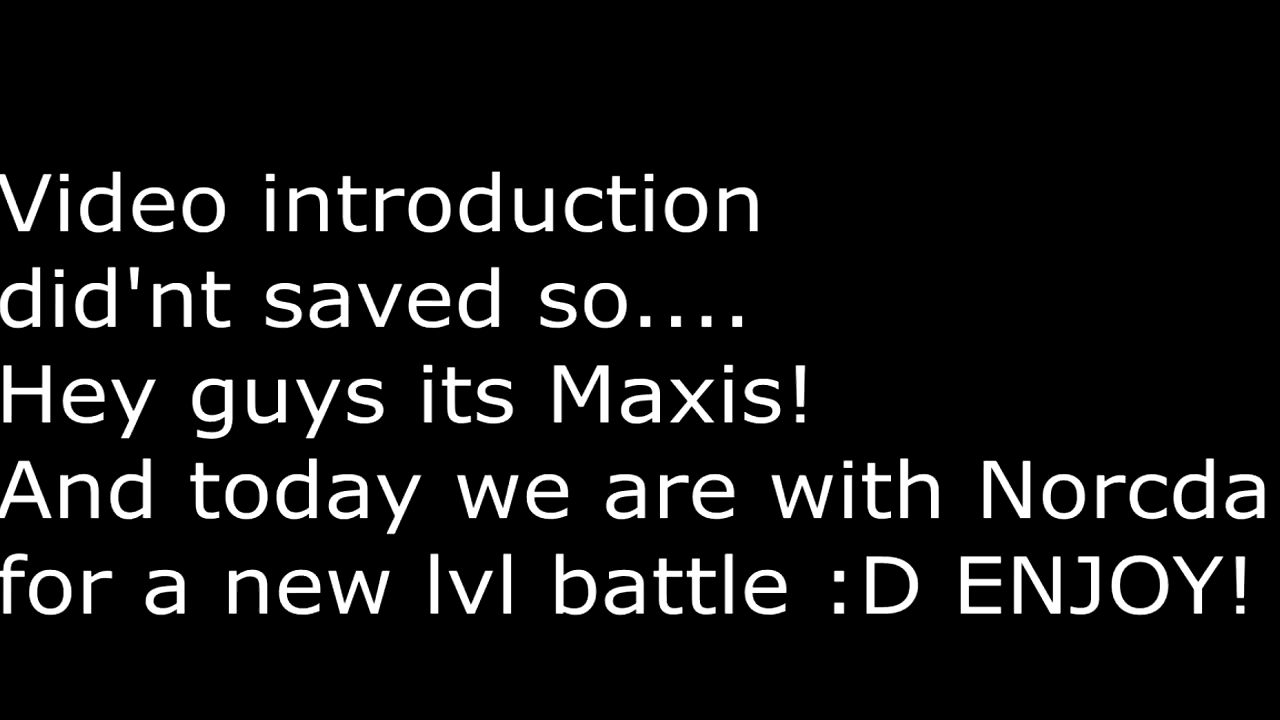 Video introduction
did'nt saved so....
Hey guys its Maxis!
And today we are with Norcda
for a new lvl battle :D ENJOY!